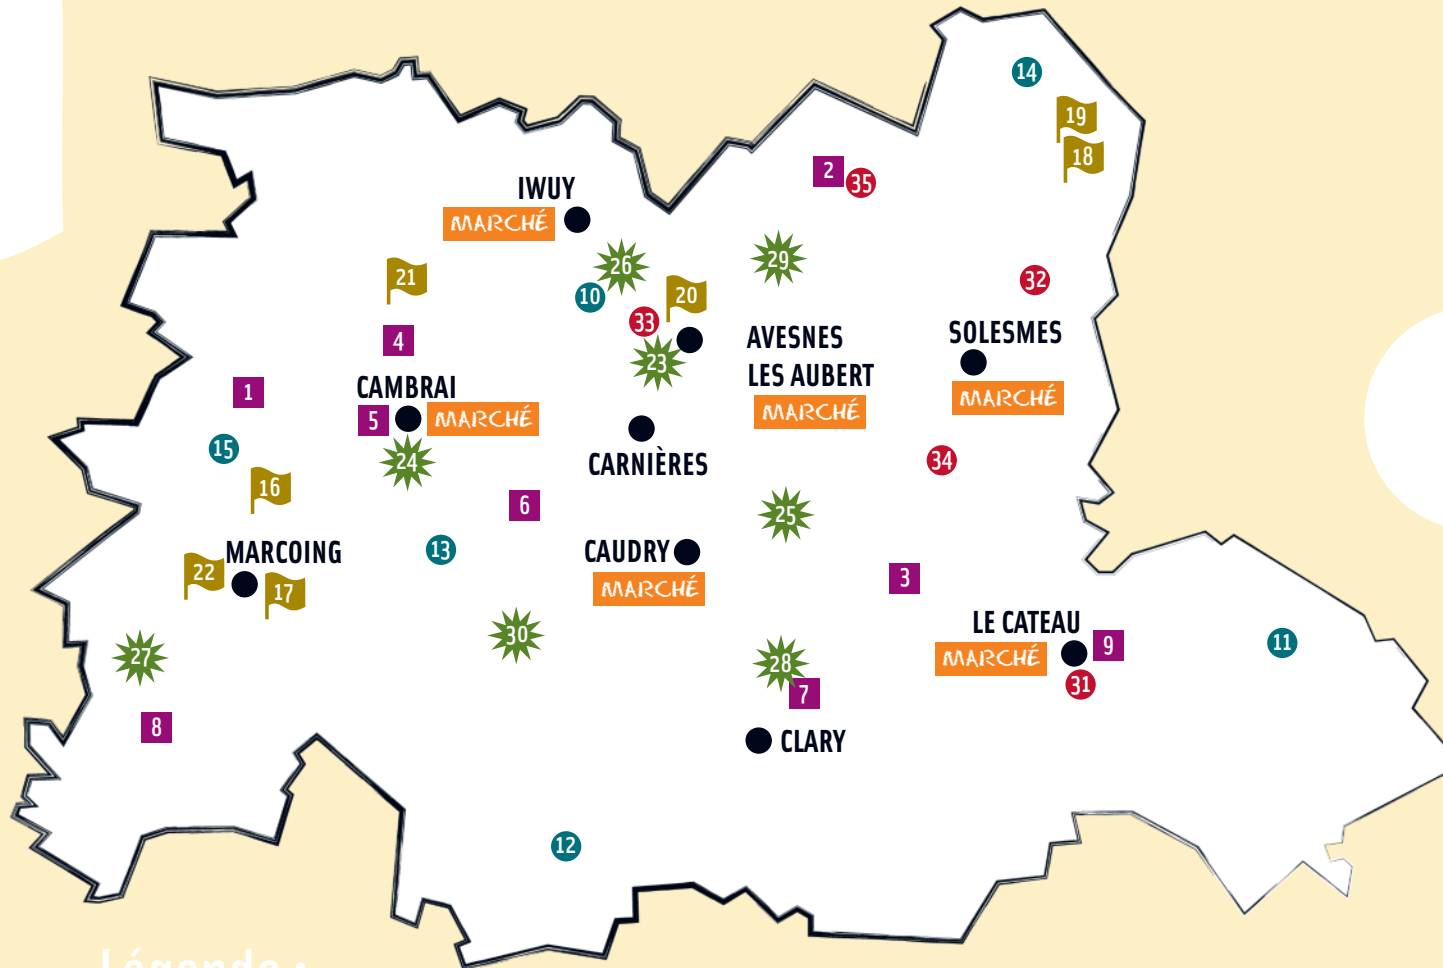 14
19
18
2
35
IWUY
MARCHÉ
26
29
21
10
20
32
33
4
AVESNES
LES AUBERT
MARCHÉ
SOLESMES
MARCHÉ
23
1
CAMBRAI
5
MARCHÉ
24
CARNIÈRES
15
34
16
6
25
13
MARCOING
22
17
CAUDRY
MARCHÉ
3
30
LE CATEAU
MARCHÉ
9
31
11
27
28
7
8
CLARY
12
Légende :